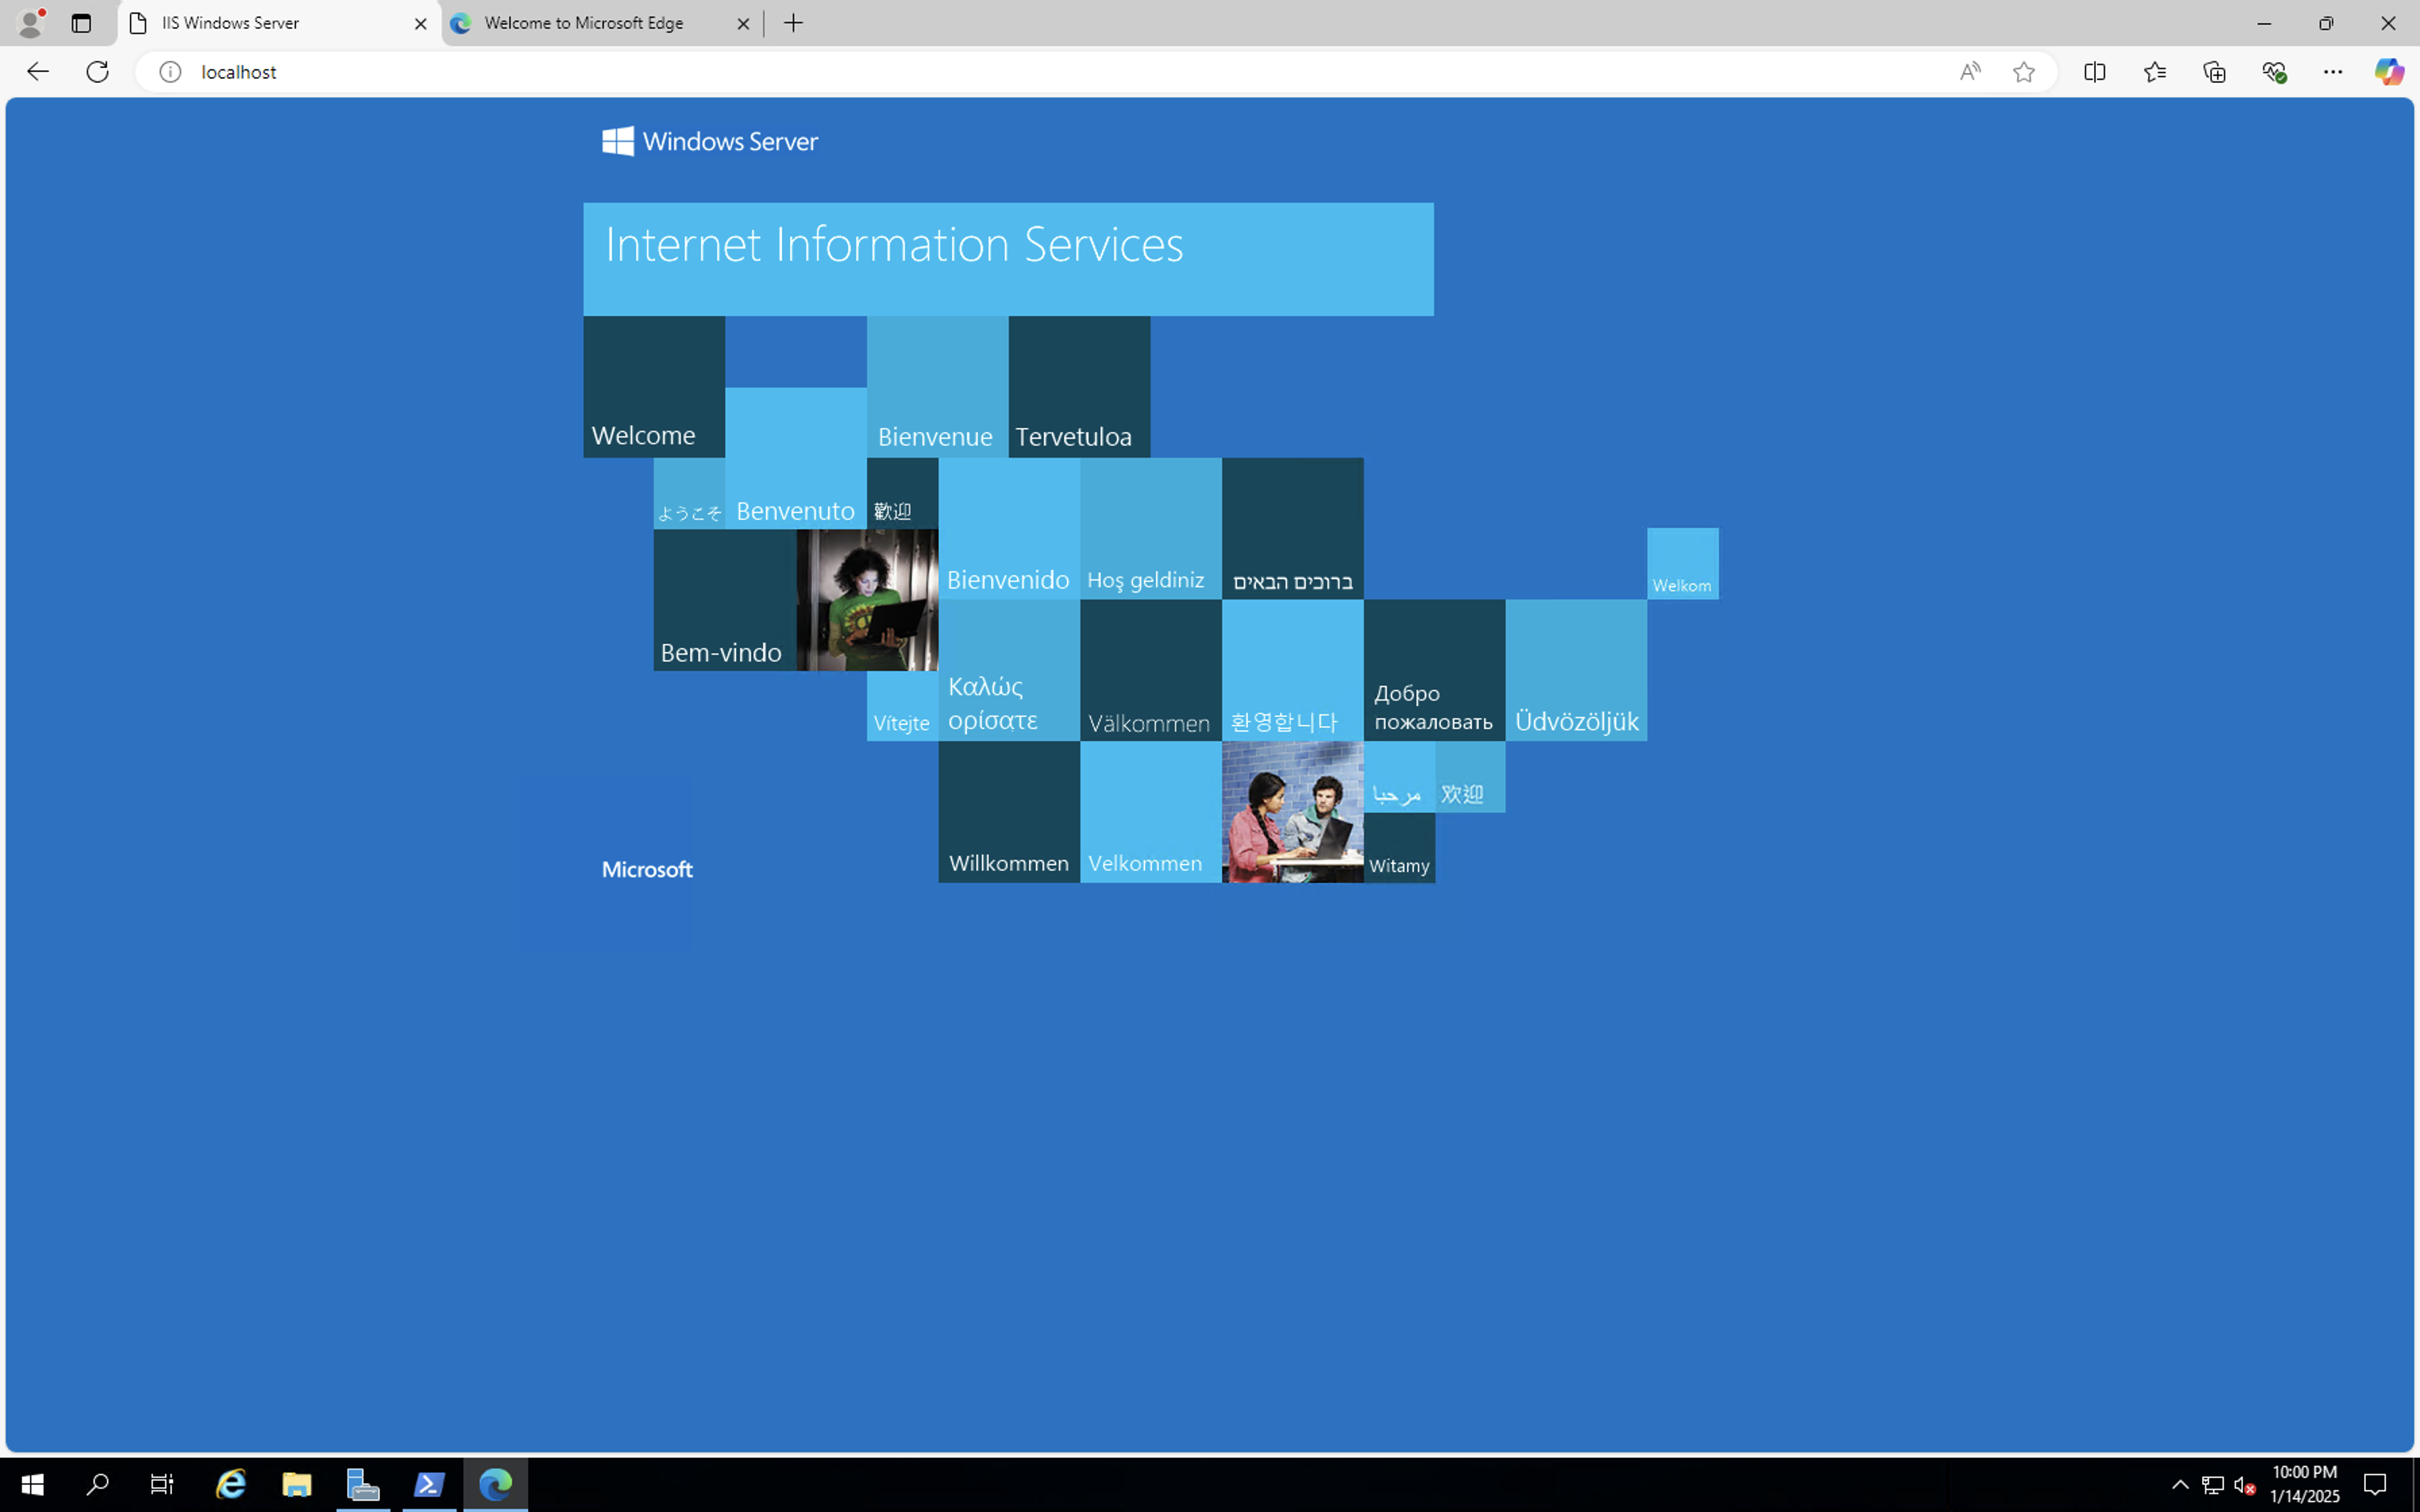 IIS Windows Server
Welcome to Microsoft Edge
localhost
Windows Server
Internet Information Services
Welcome
Bienvenue
Tervetuloa
ようこそ
Benvenuto
歡迎
Bienvenido
Hoş geldiniz
ברוכים הבאים
Welkom
Bem-vindo
Vítejte
Καλώς
ορίσατε
Välkommen
환영합니다
Добро
пожаловать
Üdvözöljük
Microsoft
Willkommen
Velkommen
مرحبا
欢迎
Witamy
10:00 PM
1/14/2025